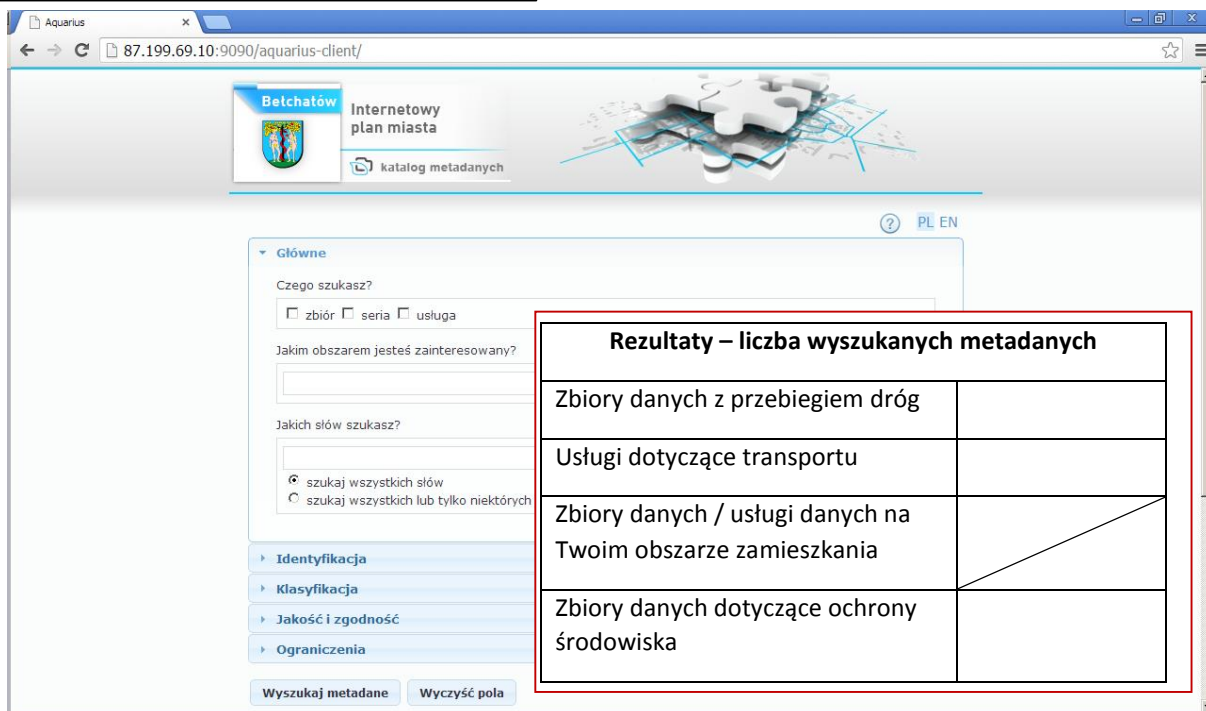 Aquarius
87.199.69.10:9090/aquarius-client/
Bełchatów
Internetowy
plan miasta
katalog metadanych
? PL EN
Główne
Czego szukasz?
zbiór seria usługa
Jakim obszarem jesteś zainteresowany?
Jakich słów szukasz?
szukaj wszystkich słów
szukaj wszystkich lub tylko niektórych
Identyfikacja
Klasyfikacja
Jakość i zgodność
Ograniczenia
Wyszukaj metadane Wyczyść pola
Rezultaty – liczba wyszukanych metadanych
Zbiory danych z przebiegiem dróg
Usługi dotyczące transportu
Zbiory danych / usługi danych na
Twoim obszarze zamieszkania
Zbiory danych dotyczące ochrony
środowiska